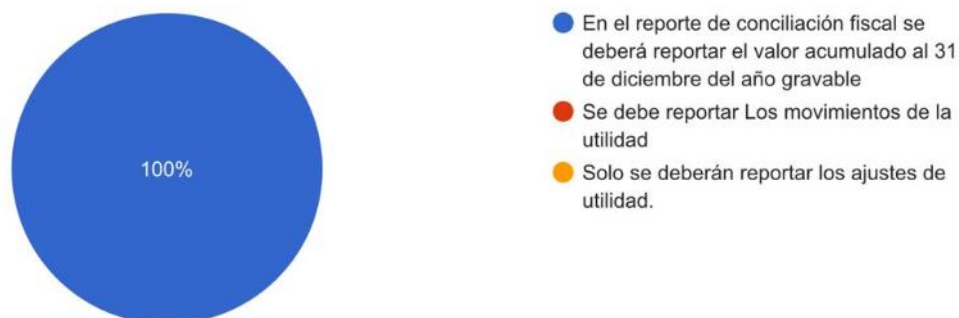 100%
En el reporte de conciliación fiscal se
deberá reportar el valor acumulado al 31
de diciembre del año gravable
Se debe reportar Los movimientos de la
utilidad
Solo se deberán reportar los ajustes de
utilidad.